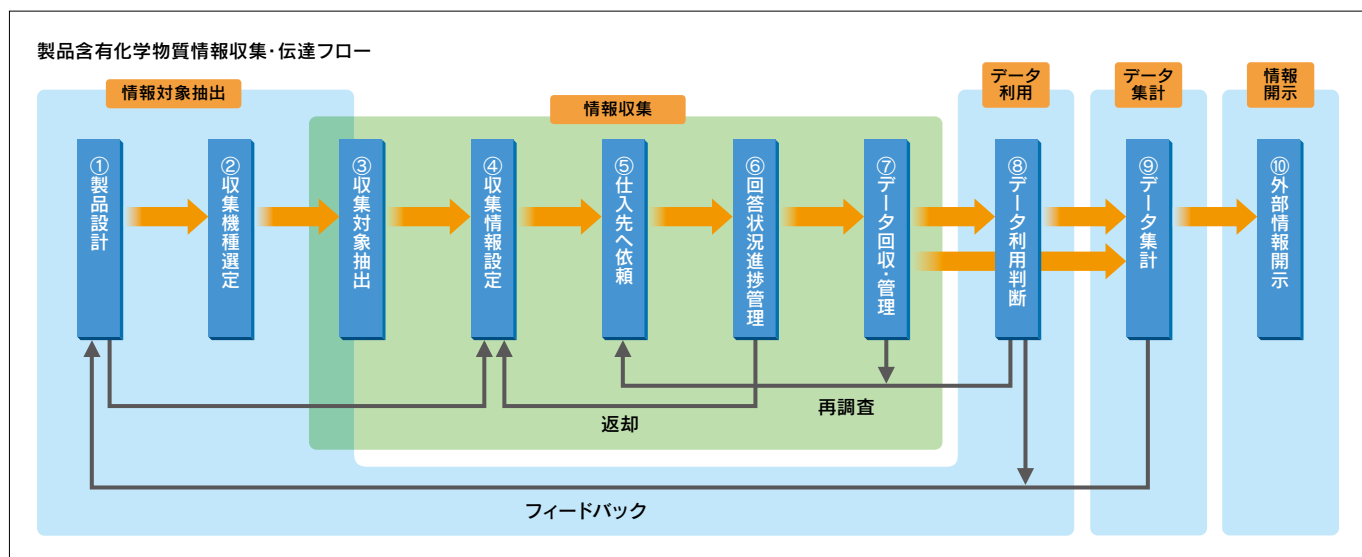 製品含有化学物質情報収集・伝達フロー
情報対象抽出
情報収集
データ
利用
データ
集計
情報
開示
①製品設計
②収集機種選定
③収集対象抽出
④収集情報設定
⑤仕入先へ依頼
⑥回答状況進捗管理
⑦データ回収・管理
⑧データ利用判断
⑨データ集計
⑩外部情報開示
再調査
返却
フィードバック